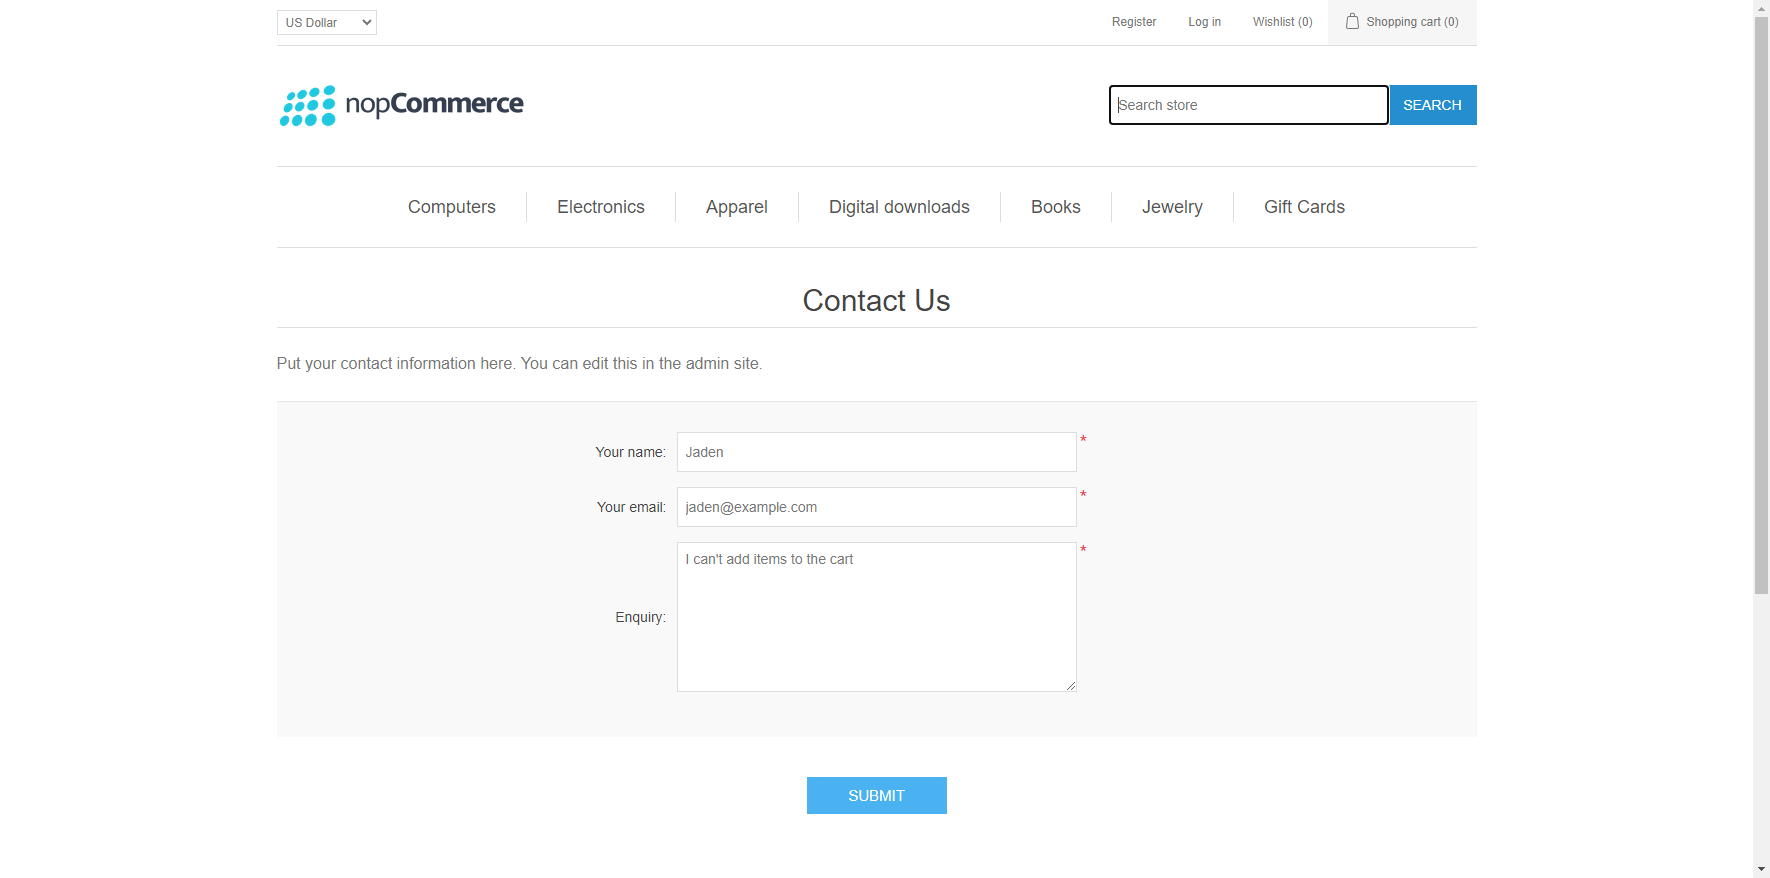 US Dollar
Register
Log in
Wishlist (0)
Shopping cart (0)
nopCommerce
Search store
SEARCH
Computers
Electronics
Apparel
Digital downloads
Books
Jewelry
Gift Cards
Contact Us
Put your contact information here. You can edit this in the admin site.
Your name:
Jaden
*
Your email:
jaden@example.com
*
Enquiry:
I can't add items to the cart
*
SUBMIT